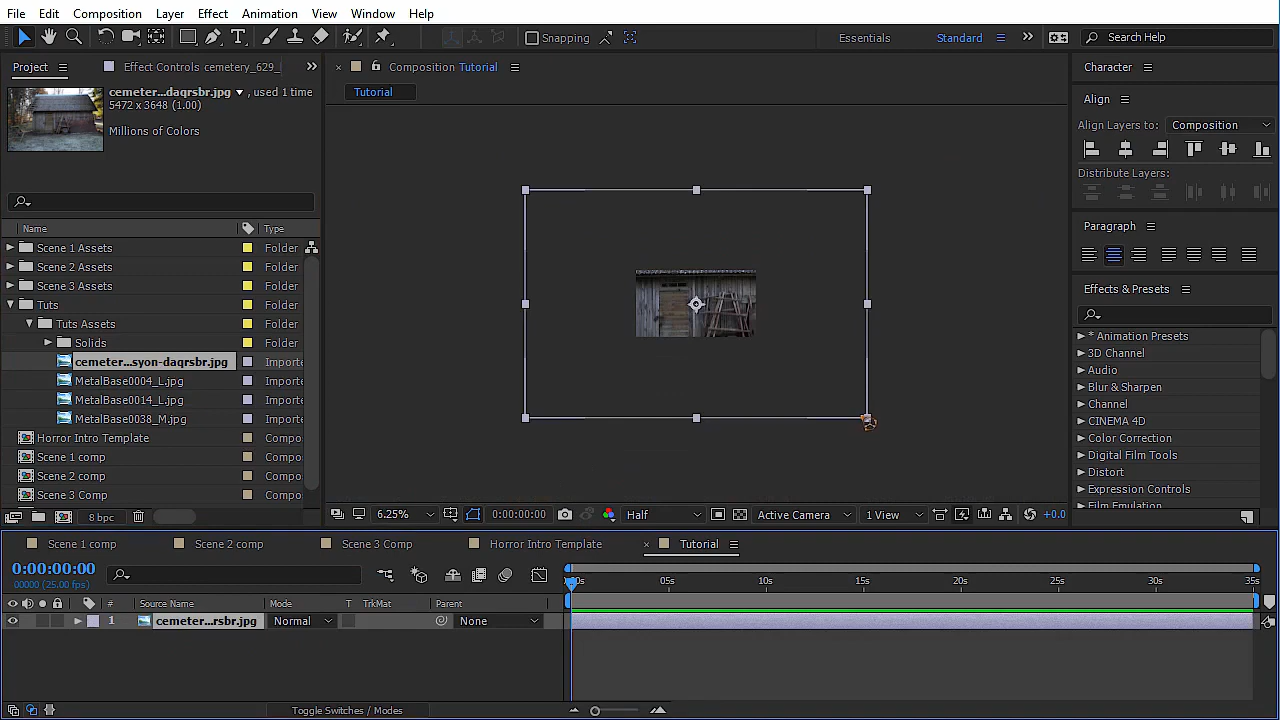 File Edit Composition Layer Effect Animation View Window Help
Snapping Essentials Standard Search Help
Project Effect Controls cemetery_629_
cemeter...daqrsbr.jpg , used 1 time
5472 x 3648 (1.00)
Millions of Colors
Name Type
Scene 1 Assets Folder
Scene 2 Assets Folder
Scene 3 Assets Folder
Tuts Folder
Tuts Assets Folder
Solids Folder
cemeter...syon-daqrsbr.jpg Importe
MetalBase0004_L.jpg Importe
MetalBase0014_L.jpg Importe
MetalBase0038_M.jpg Importe
Horror Intro Template Compo
Scene 1 comp Compo
Scene 2 comp Compo
Scene 3 Comp Compo
8 bpc
Composition Tutorial
Tutorial
6.25% 0:00:00:00 Half Active Camera 1 View +0.0
Character
Align
Align Layers to: Composition
Distribute Layers:
Paragraph
Effects & Presets
* Animation Presets
3D Channel
Audio
Blur & Sharpen
Channel
CINEMA 4D
Color Correction
Digital Film Tools
Distort
Expression Controls
Film Emulation
Scene 1 comp Scene 2 comp Scene 3 Comp Horror Intro Template Tutorial
0:00:00:00
00000 (25.00 fps)
0s 05s 10s 15s 20s 25s 30s 35s
# Source Name Mode T TrkMat Parent
1 cemeter...rsbr.jpg Normal None
Toggle Switches / Modes